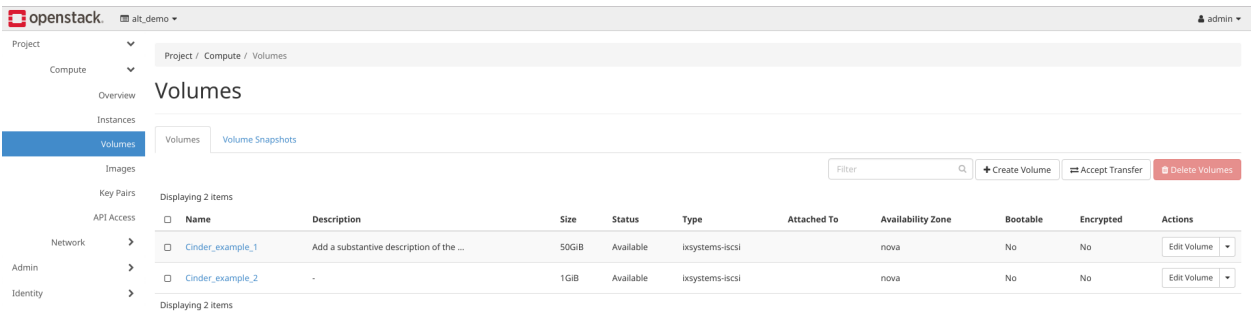 openstack. alt_demo admin
Project
Project / Compute / Volumes
Compute
Overview
Volumes
Instances
Volumes
Volumes Volume Snapshots
Images
Filter Create Volume Accept Transfer Delete Volumes
Key Pairs
Displaying 2 items
API Access
Name Description Size Status Type Attached To Availability Zone Bootable Encrypted Actions
Network
Cinder_example_1 Add a substantive description of the ... 50GiB Available ixsystems-iscsi nova No No Edit Volume
Admin
Cinder_example_2 - 1GiB Available ixsystems-iscsi nova No No Edit Volume
Identity
Displaying 2 items